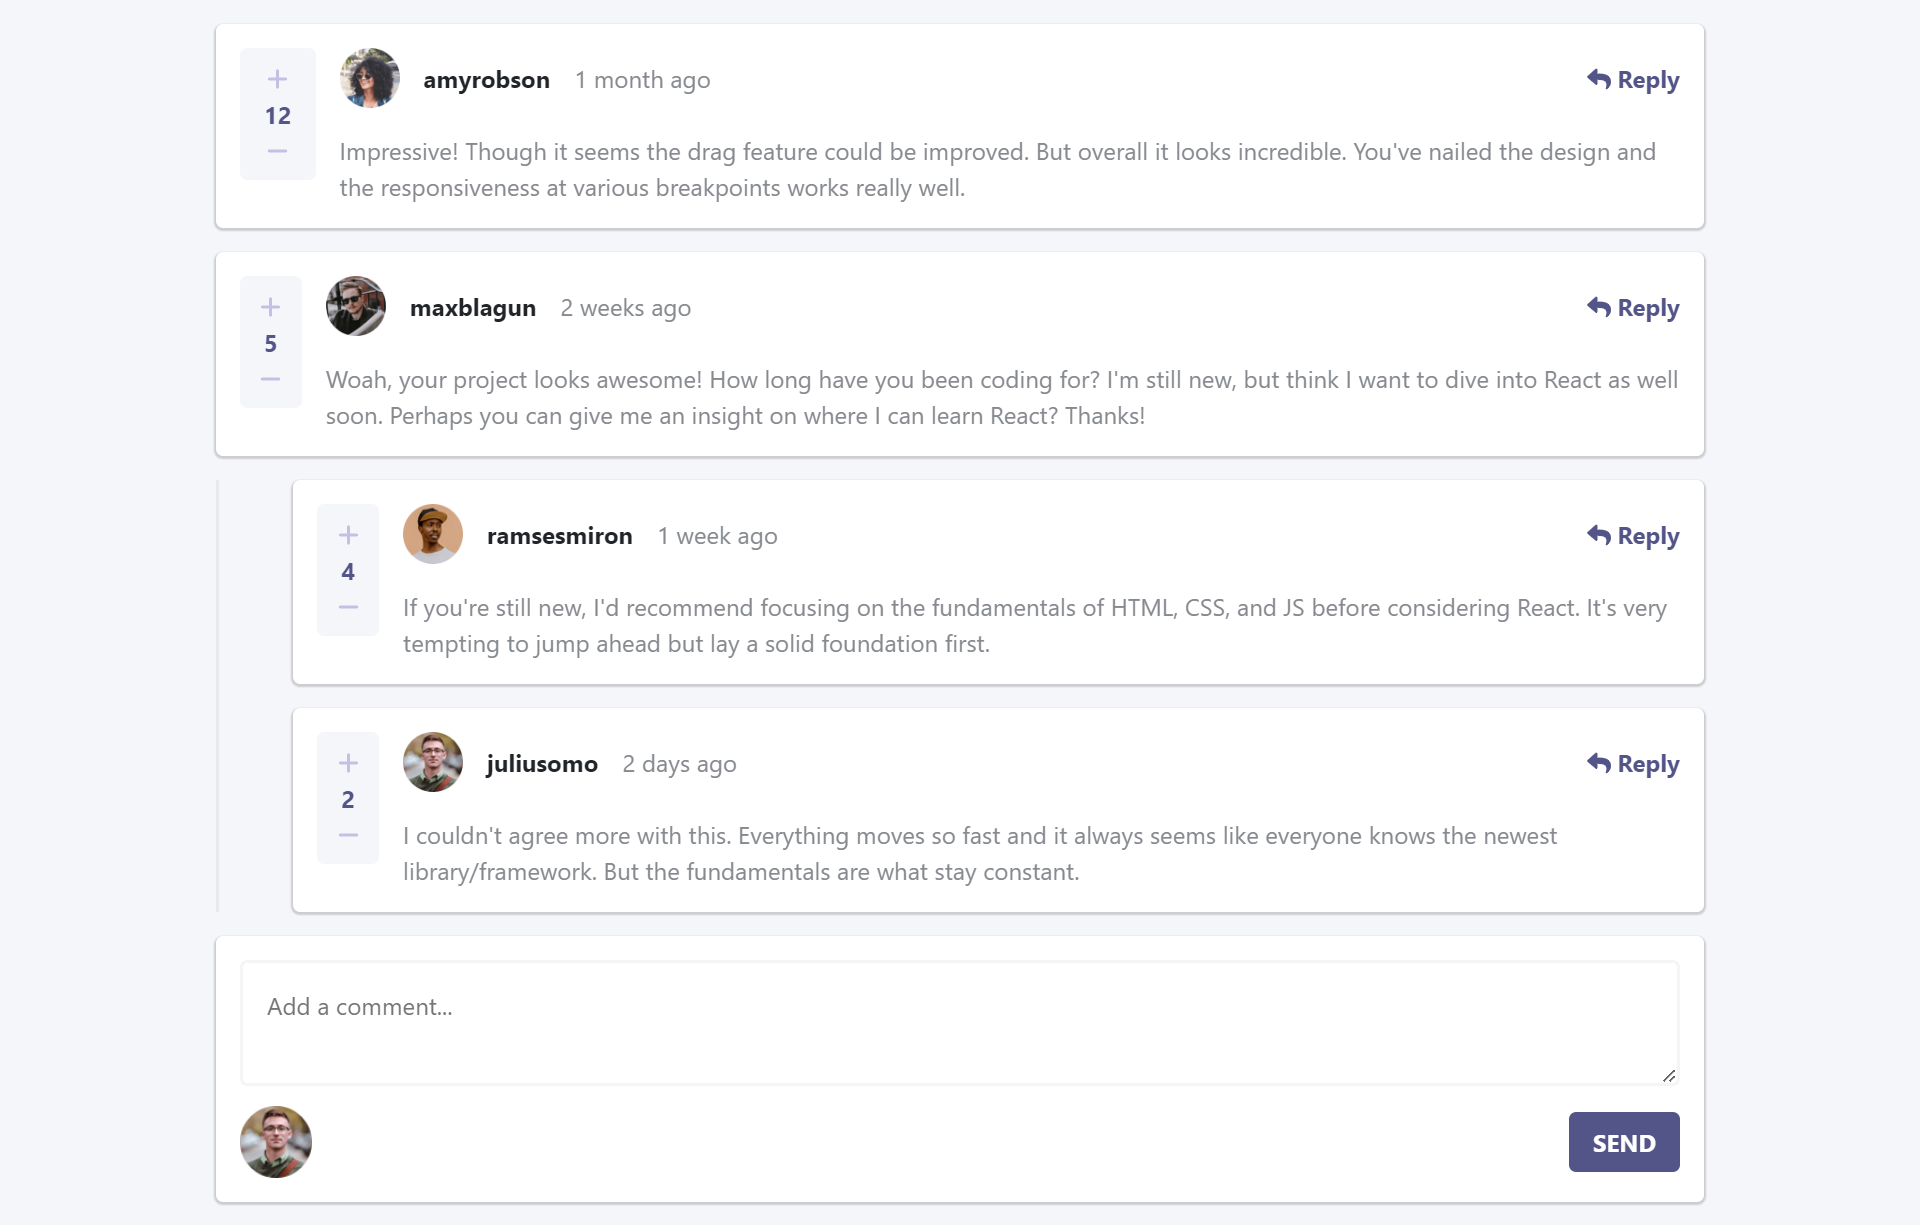 +
12
−
amyrobson 1 month ago Reply
Impressive! Though it seems the drag feature could be improved. But overall it looks incredible. You've nailed the design and
the responsiveness at various breakpoints works really well.
+
5
−
maxblagun 2 weeks ago Reply
Woah, your project looks awesome! How long have you been coding for? I'm still new, but think I want to dive into React as well
soon. Perhaps you can give me an insight on where I can learn React? Thanks!
+
4
−
ramsesmiron 1 week ago Reply
If you're still new, I'd recommend focusing on the fundamentals of HTML, CSS, and JS before considering React. It's very
tempting to jump ahead but lay a solid foundation first.
+
2
−
juliusomo 2 days ago Reply
I couldn't agree more with this. Everything moves so fast and it always seems like everyone knows the newest
library/framework. But the fundamentals are what stay constant.
Add a comment...
SEND